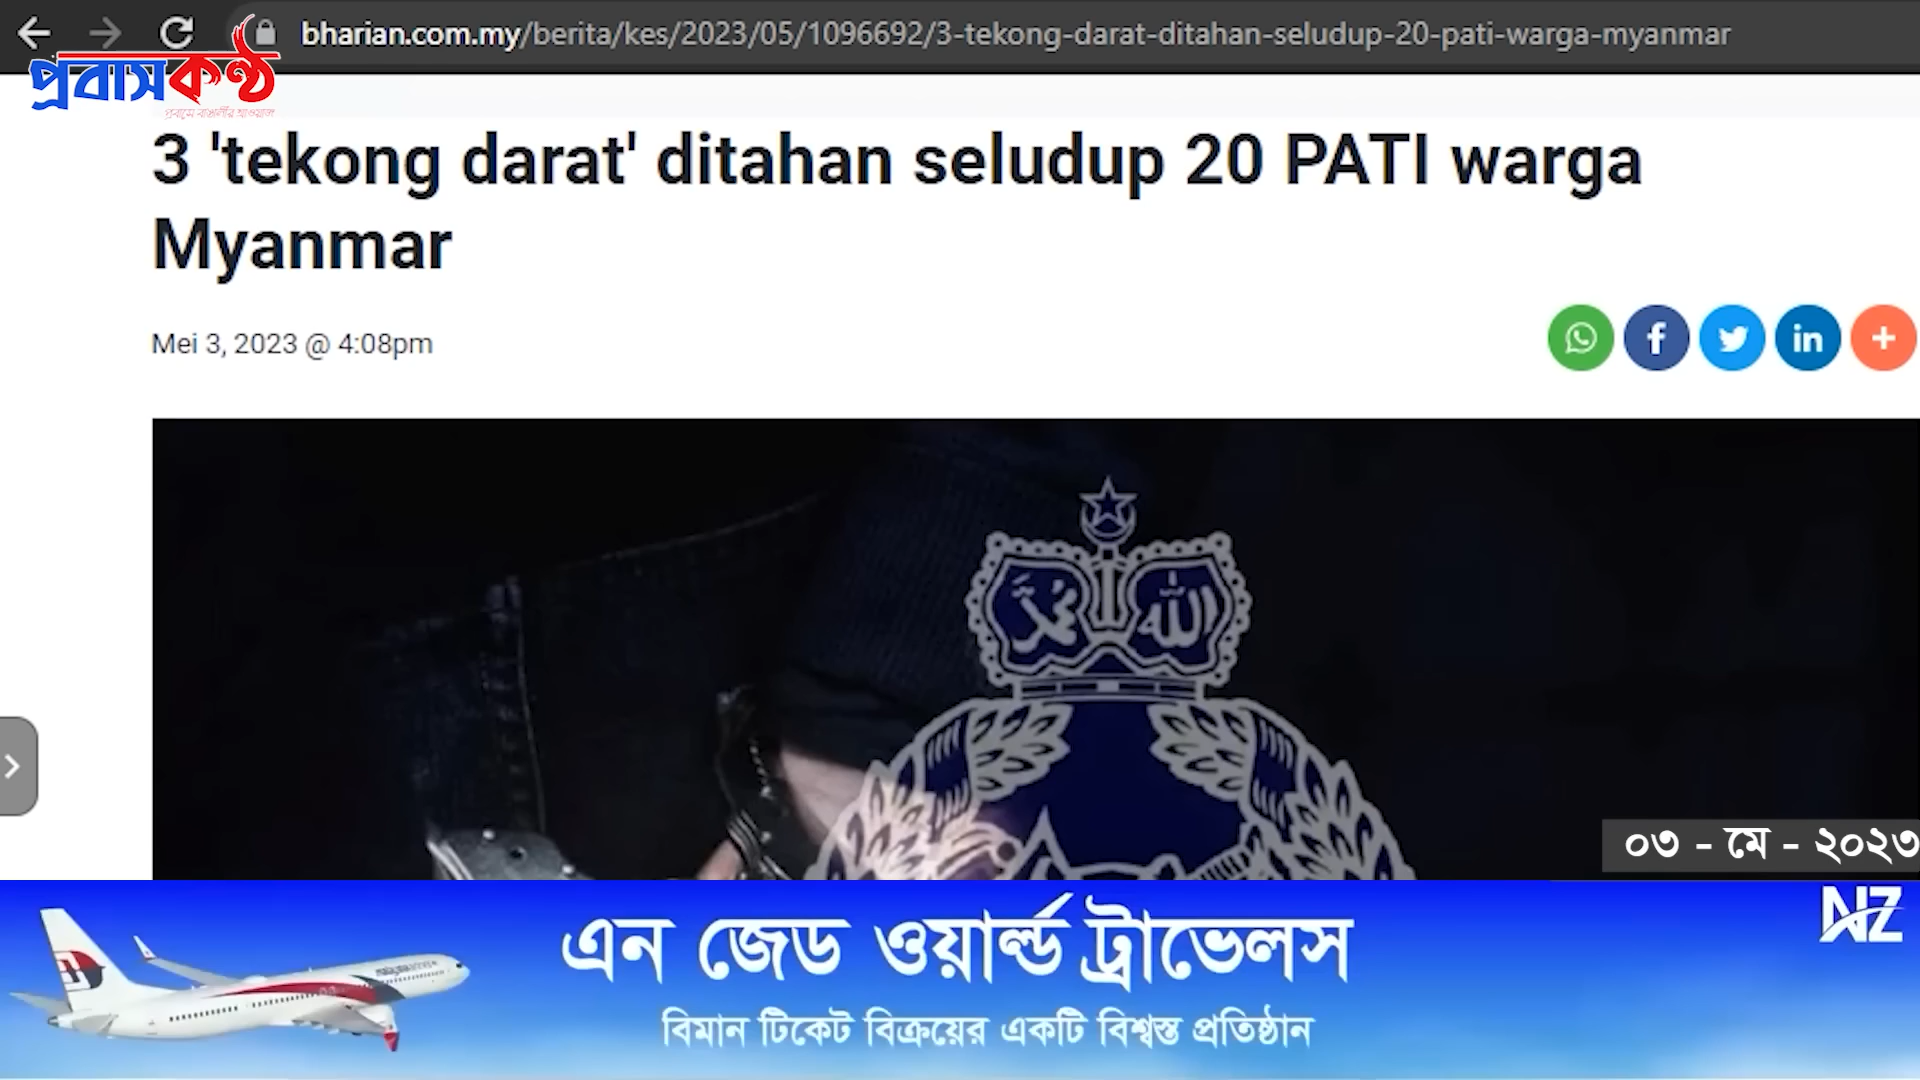 bharian.com.my/berita/kes/2023/05/1096692/3-tekong-darat-ditahan-seludup-20-pati-warga-myanmar
প্রবাসকণ্ঠ
3 'tekong darat' ditahan seludup 20 PATI warga
Myanmar
Mei 3, 2023 @ 4:08pm
محمد الله
০৩ - মে - ২০২৩
NZ
এন জেড ওয়ার্ল্ড ট্রাভেলস
বিমান টিকেট বিক্রয়ের একটি বিশ্বস্ত প্রতিষ্ঠান